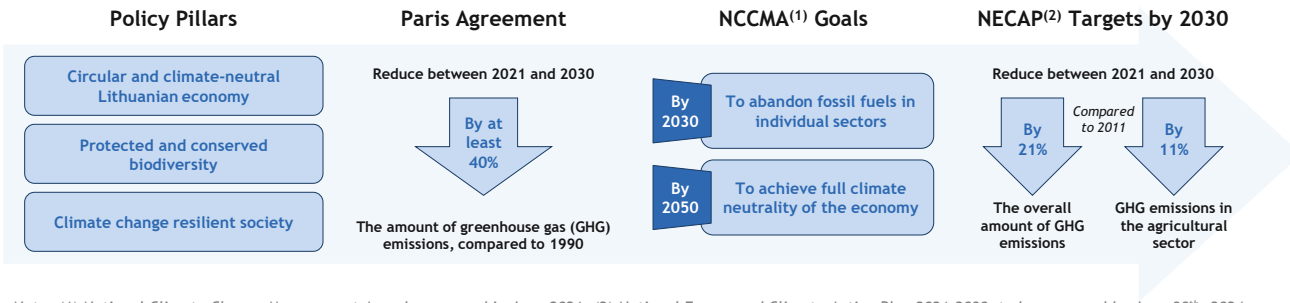 Policy Pillars
Circular and climate-neutral
Lithuanian economy
Protected and conserved
biodiversity
Climate change resilient society
Paris Agreement
Reduce between 2021 and 2030
By at
least
40%
The amount of greenhouse gas (GHG)
emissions, compared to 1990
NCCMA(1) Goals
By
2030
To abandon fossil fuels in
individual sectors
By
2050
To achieve full climate
neutrality of the economy
NECAP(2) Targets by 2030
Reduce between 2021 and 2030
Compared
to 2011
By
21%
The overall
amount of GHG
emissions
By
11%
GHG emissions in
the agricultural
sector